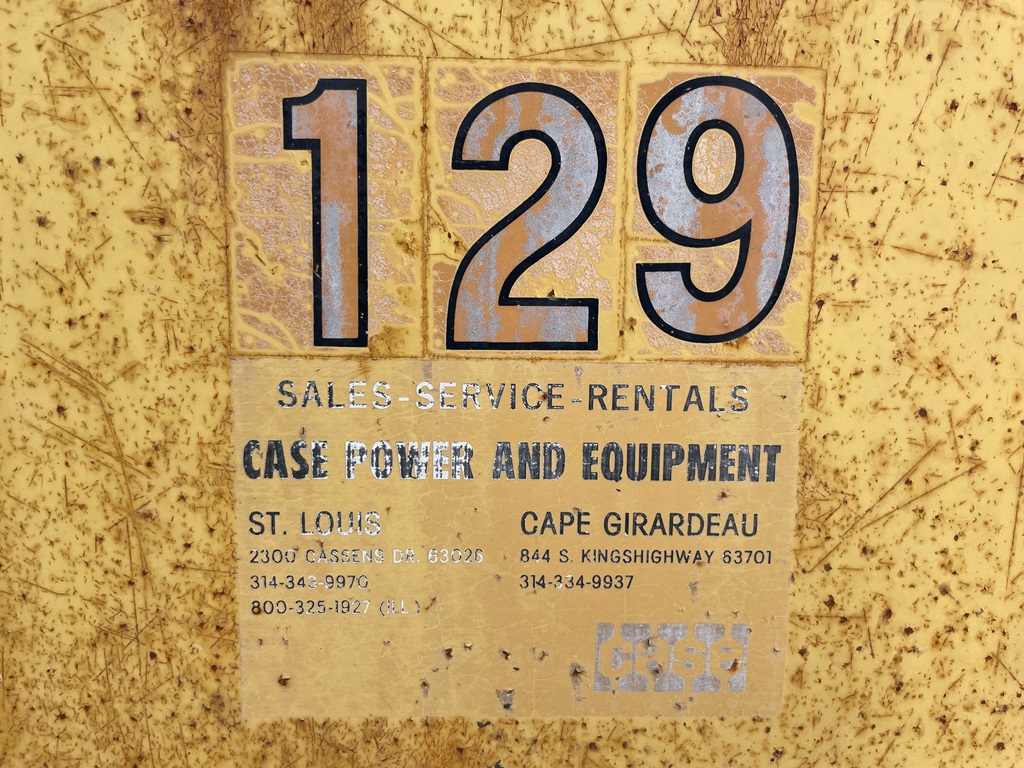 129
SALES-SERVICE-RENTALS
CASE POWER AND EQUIPMENT
ST. LOUIS
2300 CASSENS DR. 63026
314-343-9970
800-325-1927 (ILL.)
CAPE GIRARDEAU
844 S. KINGSHIGHWAY 63701
314-334-9937
case